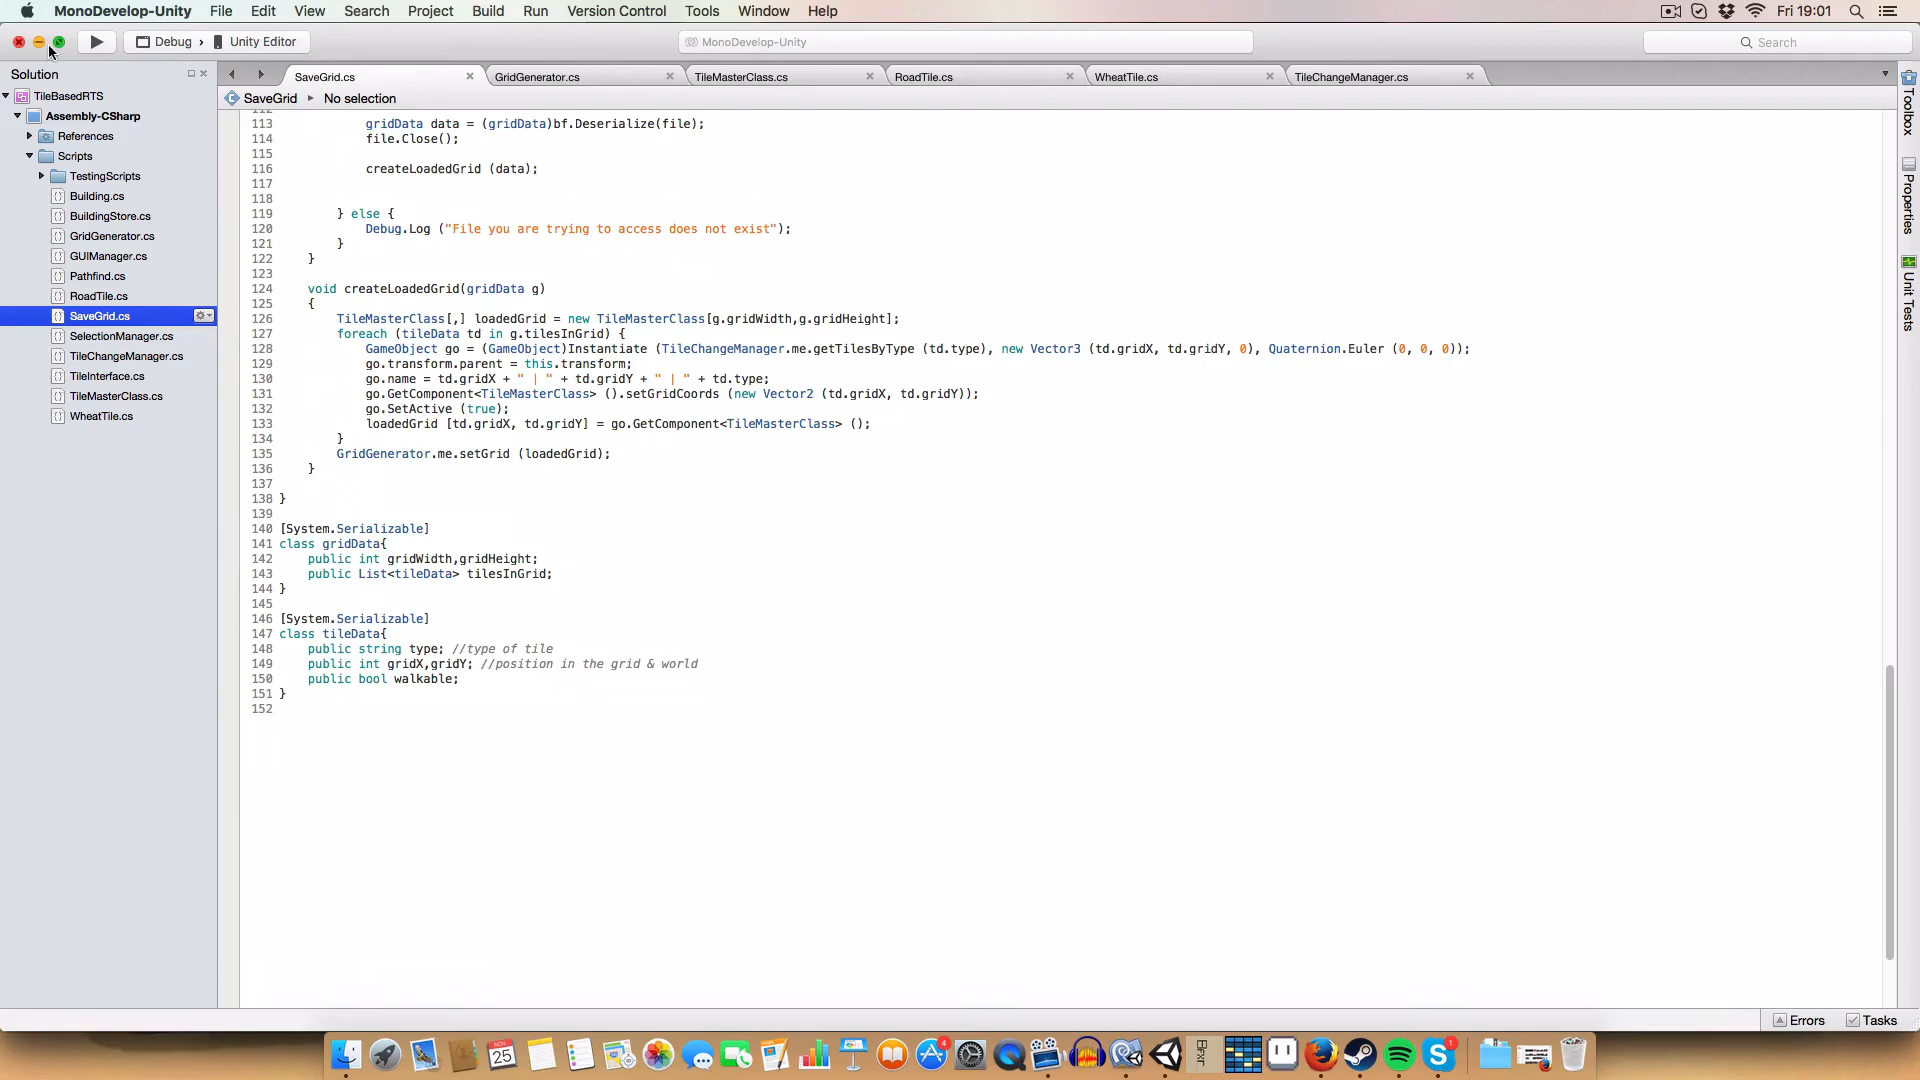 MonoDevelop-Unity File Edit View Search Project Build Run Version Control Tools Window Help Fri 19:01
Debug › Unity Editor MonoDevelop-Unity Search
Solution
SaveGrid.cs GridGenerator.cs TileMasterClass.cs RoadTile.cs WheatTile.cs TileChangeManager.cs
SaveGrid No selection
TileBasedRTS
Assembly-CSharp
References
Scripts
TestingScripts
Building.cs
BuildingStore.cs
GridGenerator.cs
GUIManager.cs
Pathfind.cs
RoadTile.cs
SaveGrid.cs
SelectionManager.cs
TileChangeManager.cs
TileInterface.cs
TileMasterClass.cs
WheatTile.cs
113 gridData data = (gridData)bf.Deserialize(file);
114 file.Close();
115
116 createLoadedGrid (data);
117
118
119 } else {
120 Debug.Log ("File you are trying to access does not exist");
121 }
122 }
123
124 void createLoadedGrid(gridData g)
125 {
126 TileMasterClass[,] loadedGrid = new TileMasterClass[g.gridWidth,g.gridHeight];
127 foreach (tileData td in g.tilesInGrid) {
128 GameObject go = (GameObject)Instantiate (TileChangeManager.me.getTilesByType (td.type), new Vector3 (td.gridX, td.gridY, 0), Quaternion.Euler (0, 0, 0));
129 go.transform.parent = this.transform;
130 go.name = td.gridX + " | " + td.gridY + " | " + td.type;
131 go.GetComponent<TileMasterClass> ().setGridCoords (new Vector2 (td.gridX, td.gridY));
132 go.SetActive (true);
133 loadedGrid [td.gridX, td.gridY] = go.GetComponent<TileMasterClass> ();
134 }
135 GridGenerator.me.setGrid (loadedGrid);
136 }
137
138 }
139
140 [System.Serializable]
141 class gridData{
142 public int gridWidth,gridHeight;
143 public List<tileData> tilesInGrid;
144 }
145
146 [System.Serializable]
147 class tileData{
148 public string type; //type of tile
149 public int gridX,gridY; //position in the grid & world
150 public bool walkable;
151 }
152
Toolbox
Properties
Unit Tests
Errors Tasks
NOV
25
4
Bfxr
1